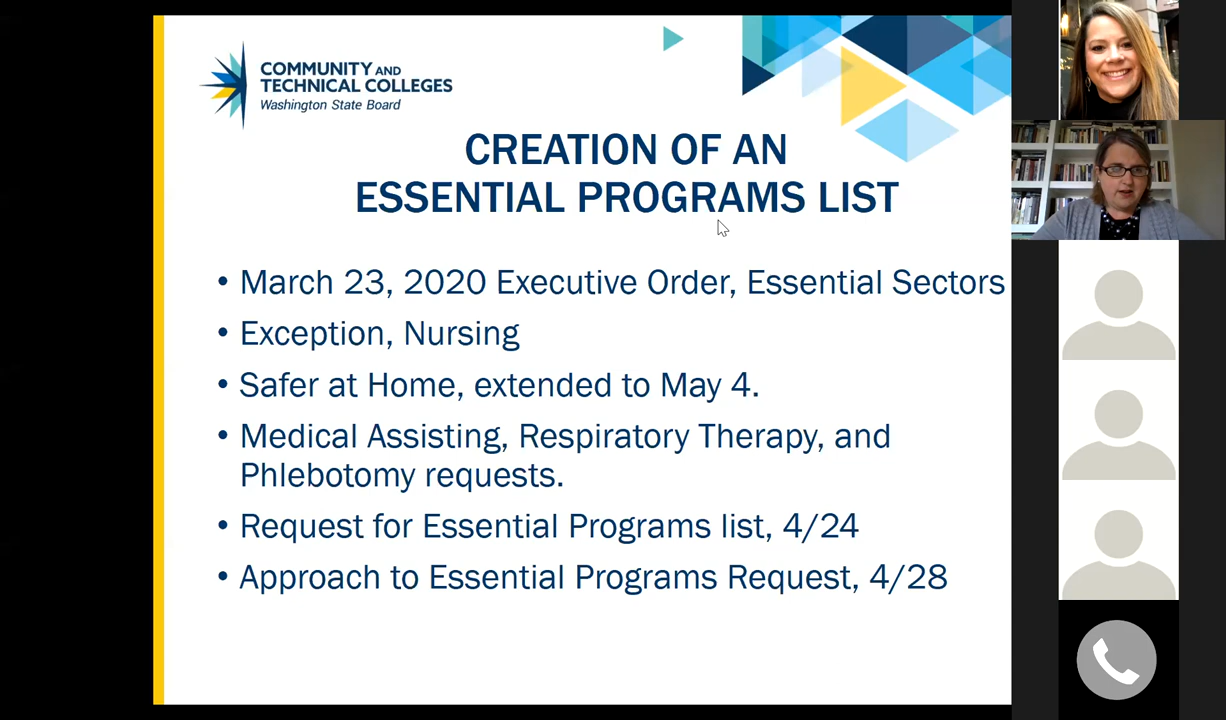 COMMUNITY AND
TECHNICAL COLLEGES
Washington State Board
CREATION OF AN
ESSENTIAL PROGRAMS LIST
• March 23, 2020 Executive Order, Essential Sectors
• Exception, Nursing
• Safer at Home, extended to May 4.
• Medical Assisting, Respiratory Therapy, and
Phlebotomy requests.
• Request for Essential Programs list, 4/24
• Approach to Essential Programs Request, 4/28